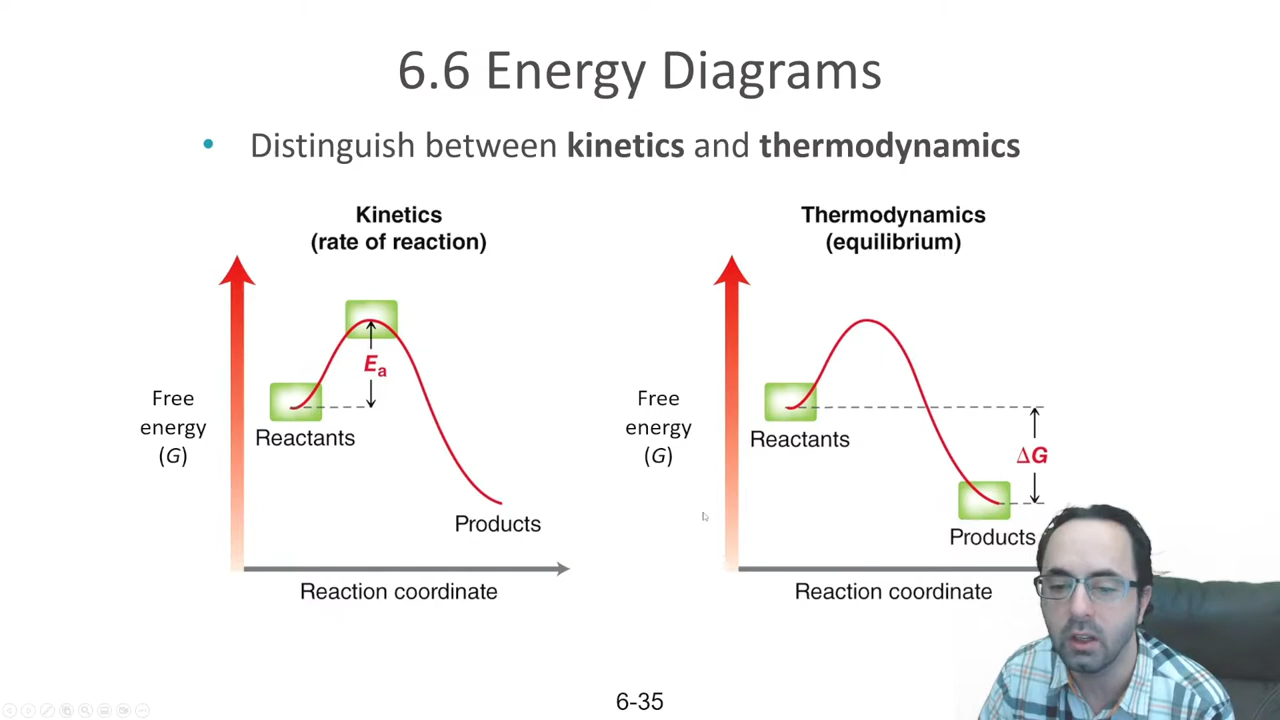 6.6 Energy Diagrams
• Distinguish between kinetics and thermodynamics
Kinetics
(rate of reaction)
Free
energy
(G)
Ea
Reactants
Products
Reaction coordinate
Thermodynamics
(equilibrium)
Free
energy
(G)
Reactants
ΔG
Products
Reaction coordinate
6-35